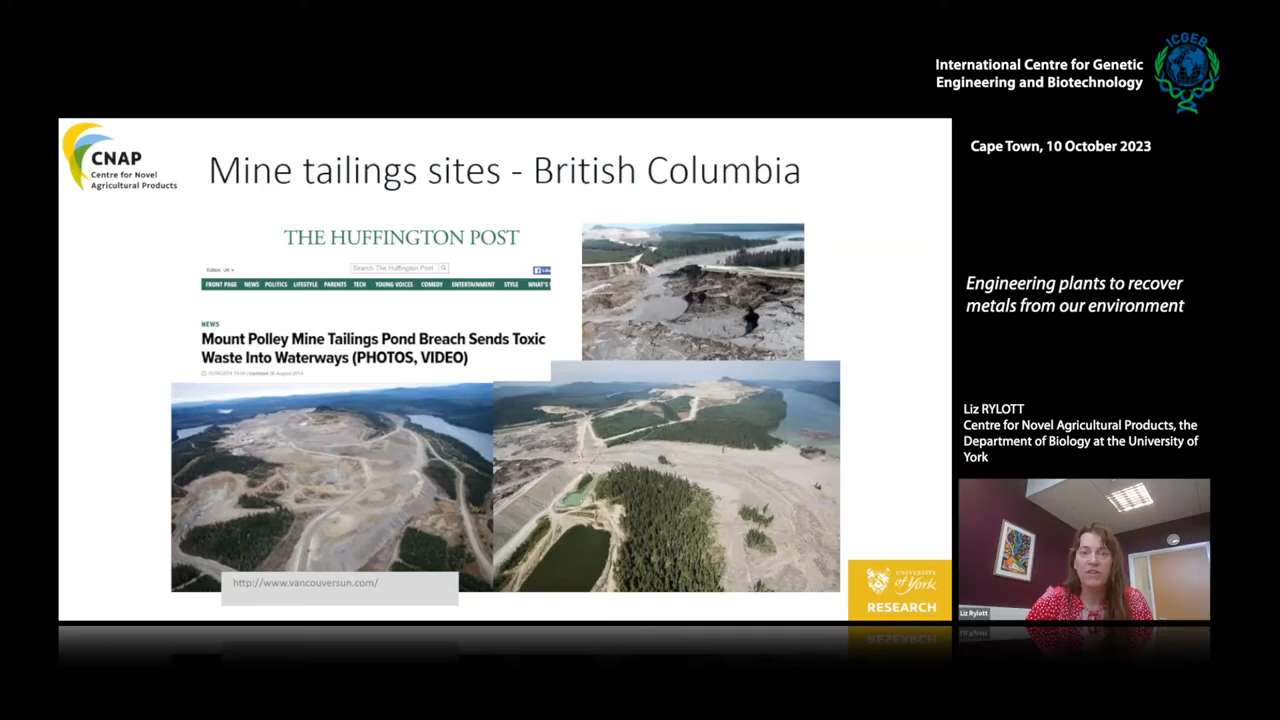 ICGEB
International Centre for Genetic
Engineering and Biotechnology
CNAP
Centre for Novel
Agricultural Products
Mine tailings sites - British Columbia
Cape Town, 10 October 2023
THE HUFFINGTON POST
Edition: UK
Search The Huffington Post
FRONT PAGE NEWS POLITICS LIFESTYLE PARENTS TECH YOUNG VOICES COMEDY ENTERTAINMENT STYLE WHAT'S
NEWS
Mount Polley Mine Tailings Pond Breach Sends Toxic
Waste Into Waterways (PHOTOS, VIDEO)
Engineering plants to recover
metals from our environment
Liz RYLOTT
Centre for Novel Agricultural Products, the
Department of Biology at the University of
York
http://www.vancouversun.com/
UNIVERSITY
of York
RESEARCH
Liz Rylott